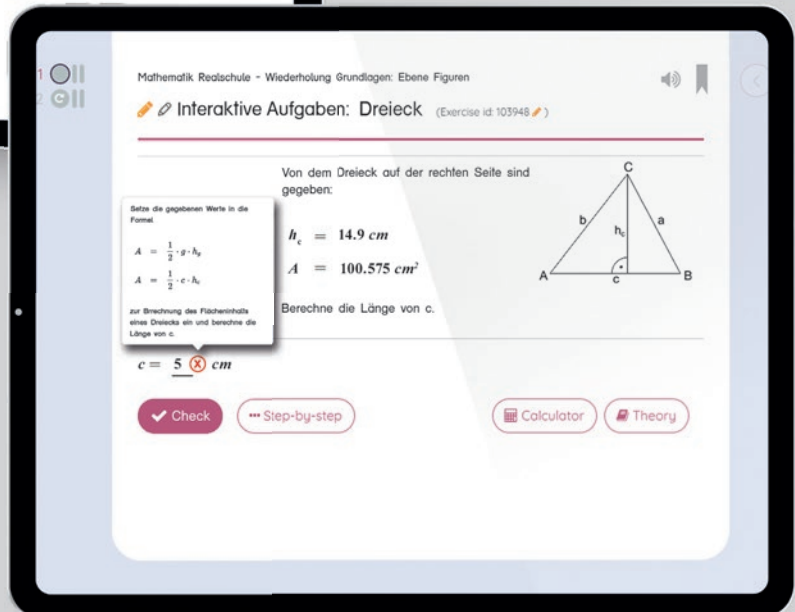 1
2
Mathematik Realschule - Wiederholung Grundlagen: Ebene Figuren
Interaktive Aufgaben: Dreieck (Exercise id: 103948)
Von dem Dreieck auf der rechten Seite sind
gegeben:
h_c = 14.9 cm
A = 100.575 cm²
Berechne die Länge von c.
C
b
a
h_c
A
c
B
Setze die gegebenen Werte in die
Formel
A = 1/2 · g · h_g
A = 1/2 · c · h_c
zur Brrechnung des Flächeninhalts
eines Dreiecks ein und berechne die
Länge von c.
c = 5 cm
Check
Step-by-step
Calculator
Theory